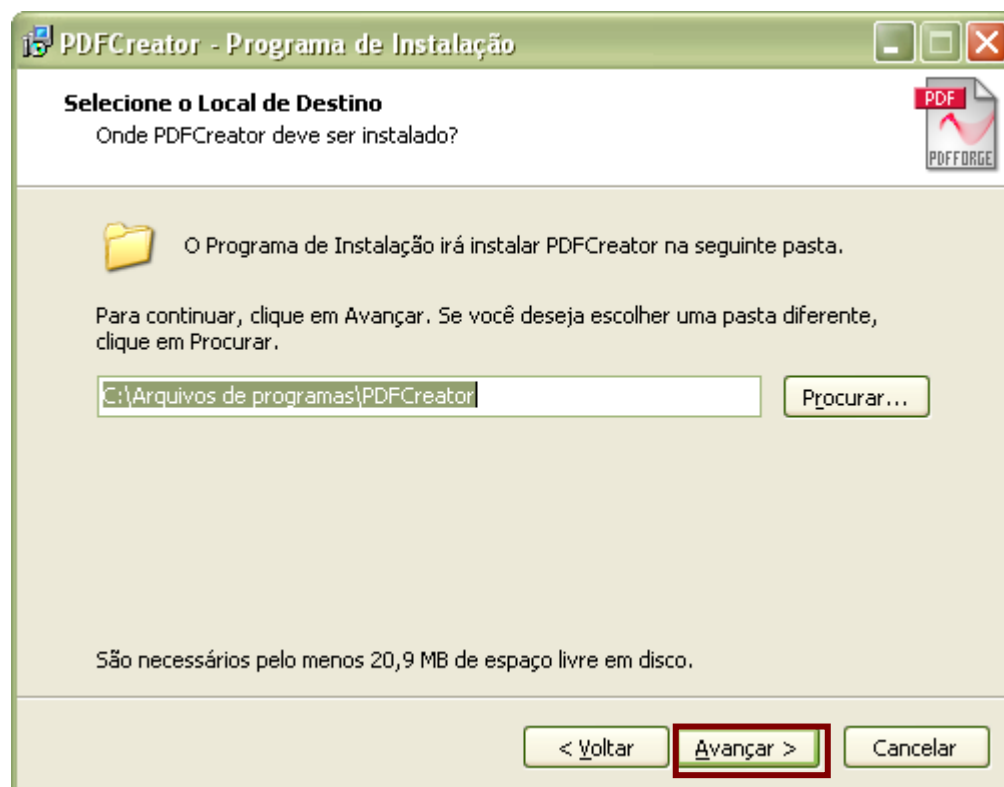 PDFCreator - Programa de Instalação
Selecione o Local de Destino
Onde PDFCreator deve ser instalado?
PDF
PDFFORGE
O Programa de Instalação irá instalar PDFCreator na seguinte pasta.
Para continuar, clique em Avançar. Se você deseja escolher uma pasta diferente,
clique em Procurar.
C:\Arquivos de programas\PDFCreator
Procurar...
São necessários pelo menos 20,9 MB de espaço livre em disco.
< Voltar
Avançar >
Cancelar